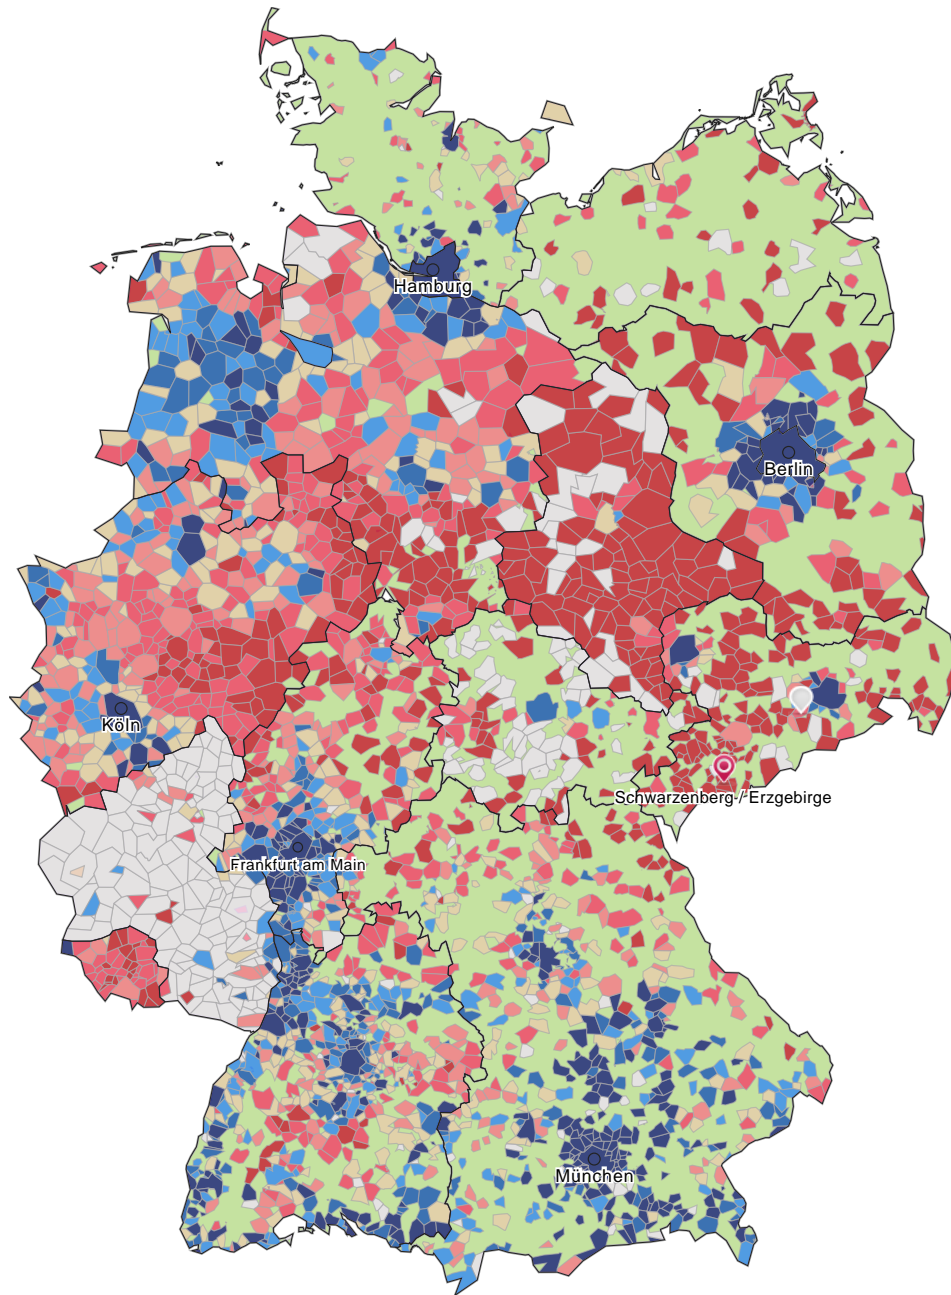 Hamburg
Berlin
Köln
Schwarzenberg / Erzgebirge
Frankfurt am Main
München